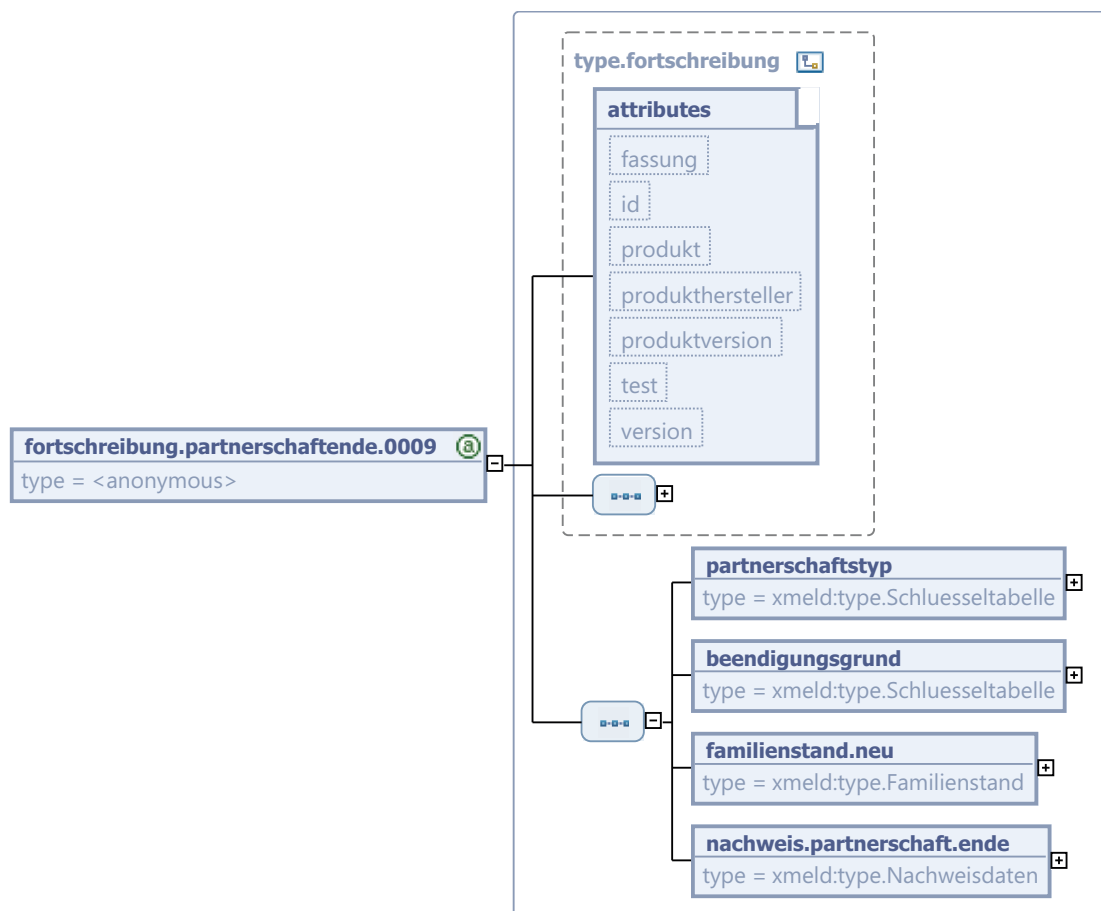 type.fortschreibung
attributes
fassung
id
produkt
produkthersteller
produktversion
test
version
fortschreibung.partnerschaftende.0009
type = <anonymous>
partnerschaftstyp
type = xmeld:type.Schluesseltabelle
beendigungsgrund
type = xmeld:type.Schluesseltabelle
familienstand.neu
type = xmeld:type.Familienstand
nachweis.partnerschaft.ende
type = xmeld:type.Nachweisdaten